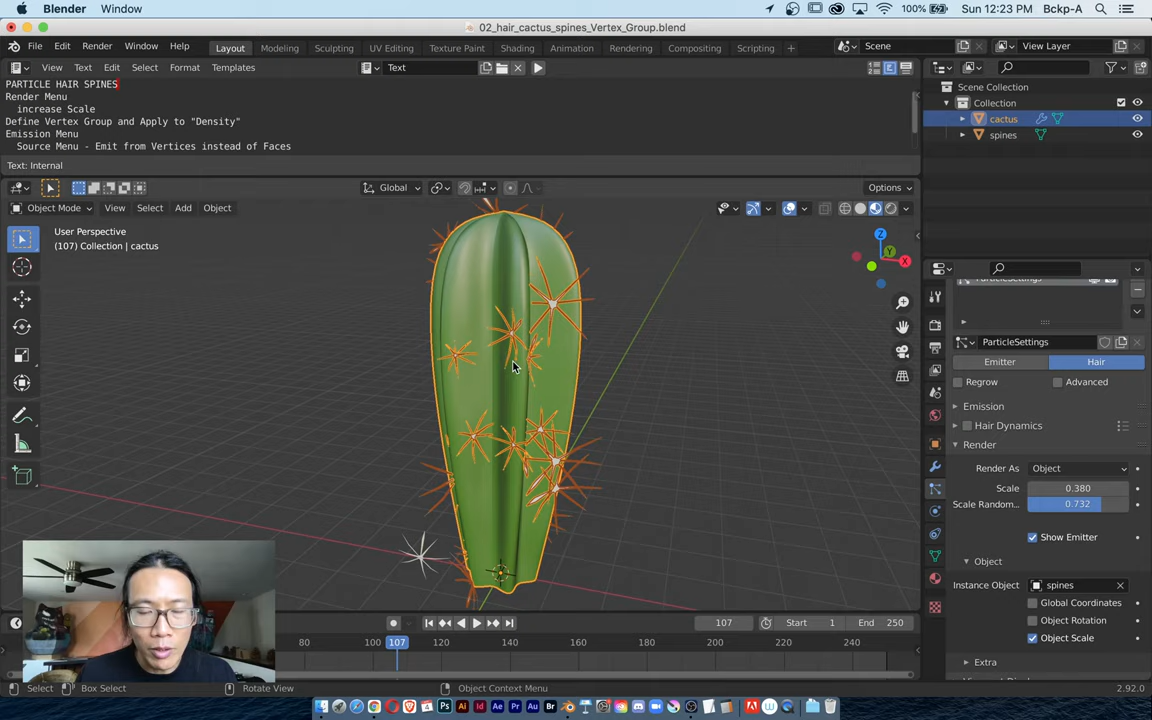 Blender Window 100% Sun 12:23 PM Bckp-A
02_hair_cactus_spines_Vertex_Group.blend
File Edit Render Window Help Layout Modeling Sculpting UV Editing Texture Paint Shading Animation Rendering Compositing Scripting Scene View Layer
View Text Edit Select Format Templates Text
PARTICLE HAIR SPINES
Render Menu
increase Scale
Define Vertex Group and Apply to "Density"
Emission Menu
Source Menu - Emit from Vertices instead of Faces
Text: Internal
Scene Collection
Collection
cactus
spines
Global Options
Object Mode View Select Add Object
User Perspective
(107) Collection | cactus
Z
Y
X
ParticleSettings
ParticleSettings
Emitter Hair
Regrow Advanced
Emission
Hair Dynamics
Render
Render As Object
Scale 0.380
Scale Random... 0.732
Show Emitter
Object
Instance Object spines
Global Coordinates
Object Rotation
Object Scale
Extra
107 Start 1 End 250
80 107 120 140 160 180 200 220 240
Select Box Select Rotate View Object Context Menu 2.92.0